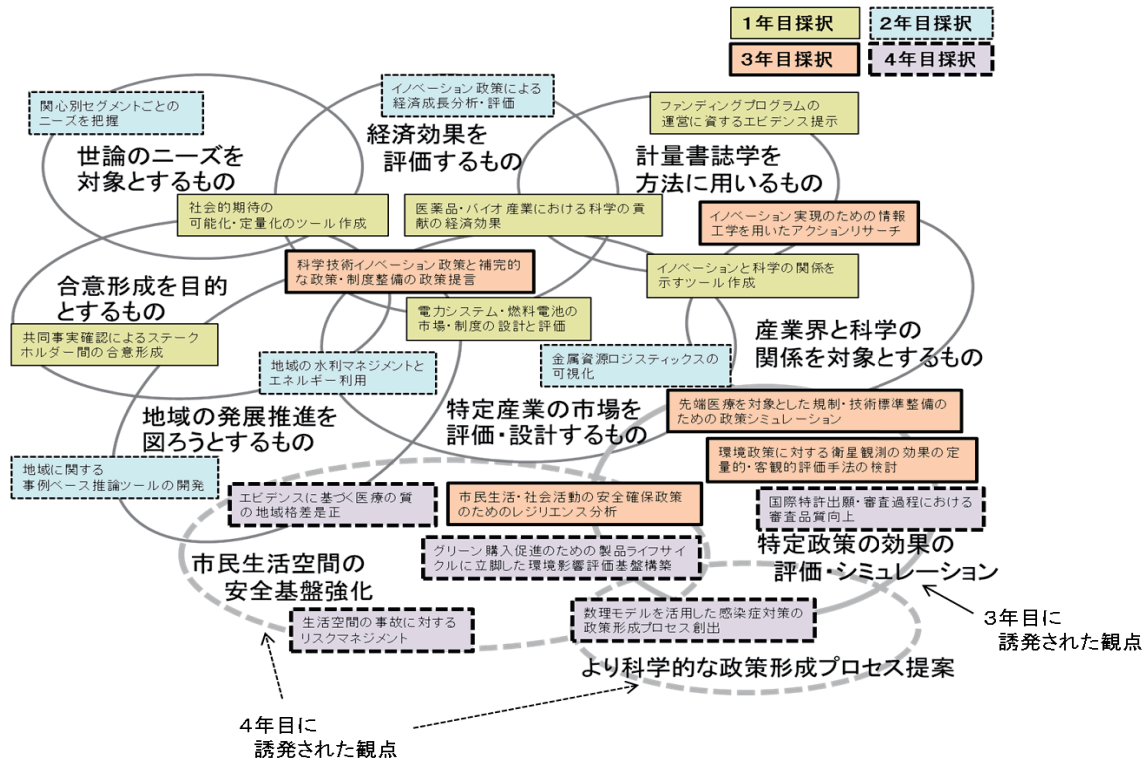 1年目採択
2年目採択
3年目採択
4年目採択
関心別セグメントごとの
ニーズを把握
イノベーション政策による
経済成長分析・評価
ファンディングプログラムの
運営に資するエビデンス提示
世論のニーズを
対象とするもの
経済効果を
評価するもの
計量書誌学を
方法に用いるもの
社会的期待の
可能化・定量化のツール作成
医薬品・バイオ産業における科学の貢
献の経済効果
イノベーション実現のための情報
工学を用いたアクションリサーチ
科学技術イノベーション政策と補完的
な政策・制度整備の政策提言
イノベーションと科学の関係を
示すツール作成
合意形成を目的
とするもの
電力システム・燃料電池の
市場・制度の設計と評価
産業界と科学の
関係を対象とするもの
共同事実確認によるステーク
ホルダー間の合意形成
地域の水利マネジメントと
エネルギー利用
金属資源ロジスティックスの
可視化
地域の発展推進を
図ろうとするもの
特定産業の市場を
評価・設計するもの
先端医療を対象とした規制・技術標準整備の
ための政策シミュレーション
環境政策に対する衛星観測の効果の定
量的・客観的評価手法の検討
地域に関する
事例ベース推論ツールの開発
エビデンスに基づく医療の質
の地域格差是正
市民生活・社会活動の安全確保政策
のためのレジリエンス分析
国際特許出願・審査過程における
審査品質向上
グリーン購入促進のための製品ライフサイ
クルに立脚した環境影響評価基盤構築
特定政策の効果の
評価・シミュレーション
市民生活空間の
安全基盤強化
生活空間の事故に対する
リスクマネジメント
数理モデルを活用した感染症対策の
政策形成プロセス創出
3年目に
誘発された観点
より科学的な政策形成プロセス提案
4年目に
誘発された観点